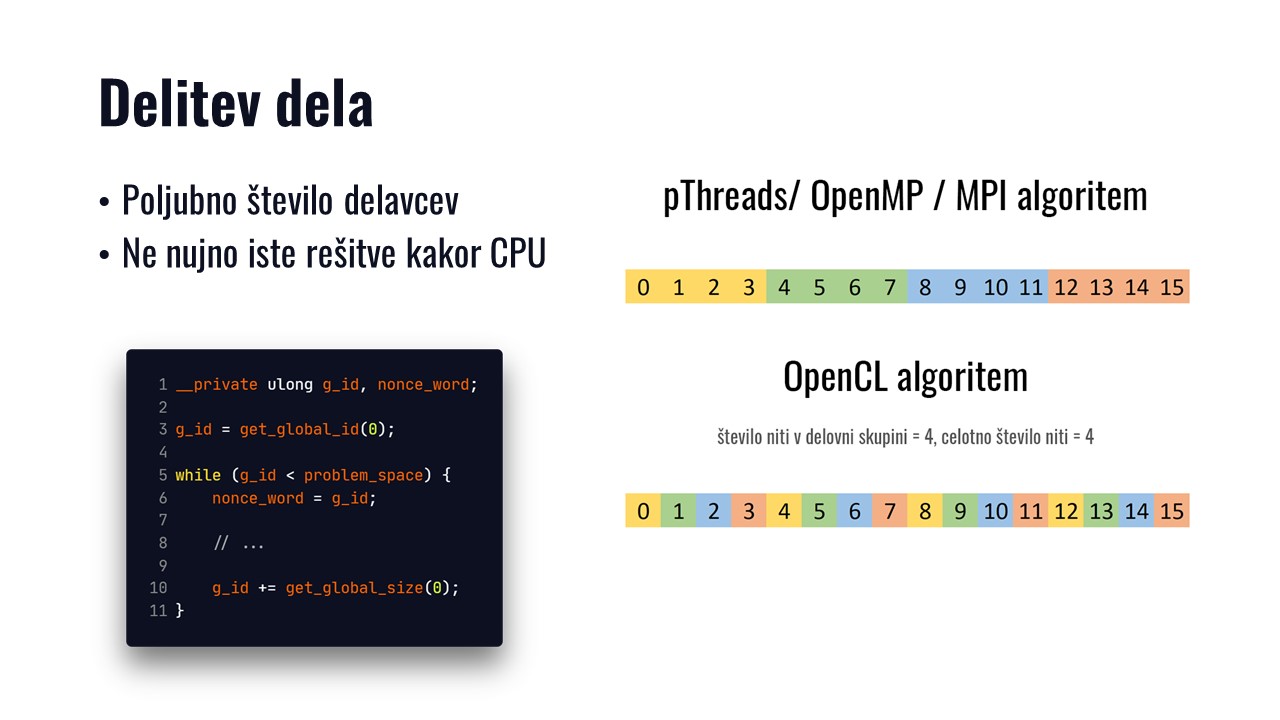 Delitev dela
• Poljubno število delavcev
• Ne nujno iste rešitve kakor CPU
1 __private ulong g_id, nonce_word;
2
3 g_id = get_global_id(0);
4
5 while (g_id < problem_space) {
6     nonce_word = g_id;
7
8     // ...
9
10     g_id += get_global_size(0);
11 }
pThreads/ OpenMP / MPI algoritem
0 1 2 3 4 5 6 7 8 9 10 11 12 13 14 15
OpenCL algoritem
število niti v delovni skupini = 4, celotno število niti = 4
0 1 2 3 4 5 6 7 8 9 10 11 12 13 14 15